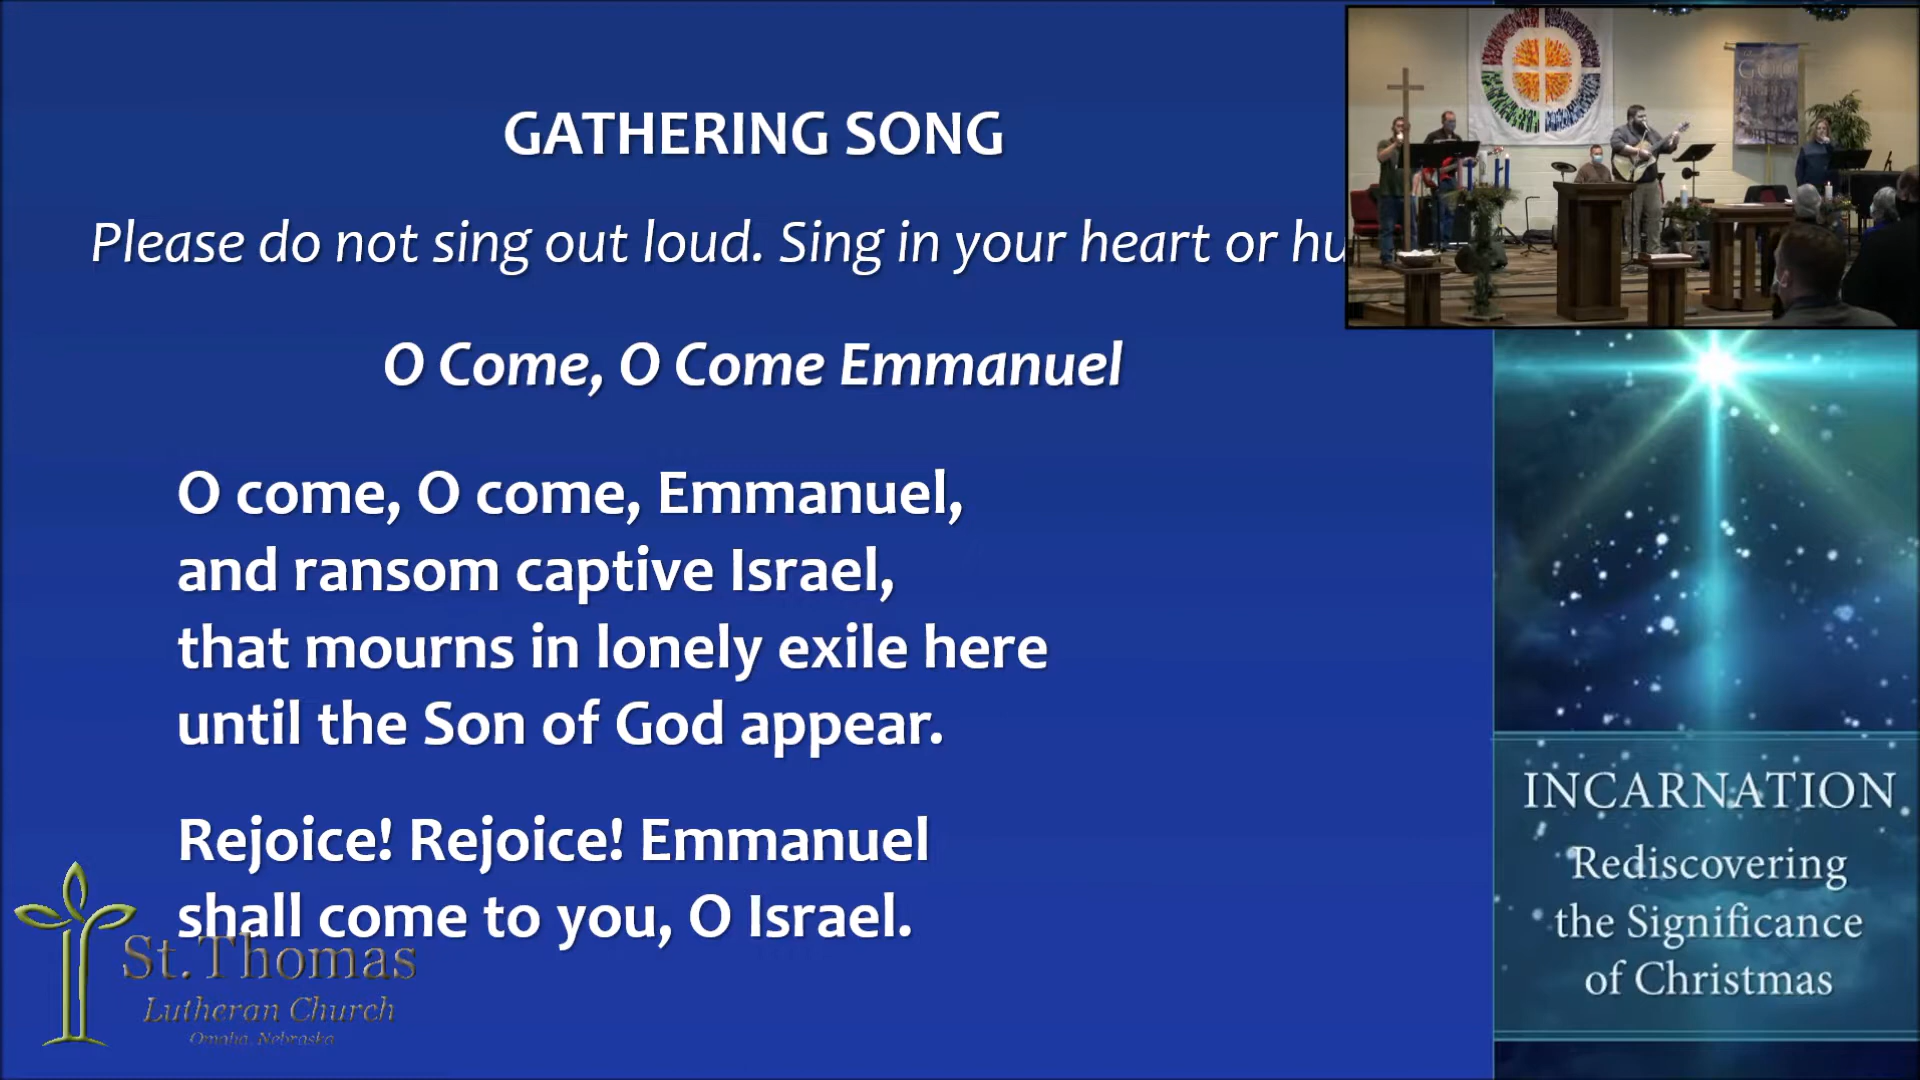 GATHERING SONG
Please do not sing out loud. Sing in your heart or hu
O Come, O Come Emmanuel
O come, O come, Emmanuel,
and ransom captive Israel,
that mourns in lonely exile here
until the Son of God appear.
Rejoice! Rejoice! Emmanuel
shall come to you, O Israel.
St. Thomas
Lutheran Church
Omaha, Nebraska
GOD
INCARNATION
Rediscovering
the Significance
of Christmas